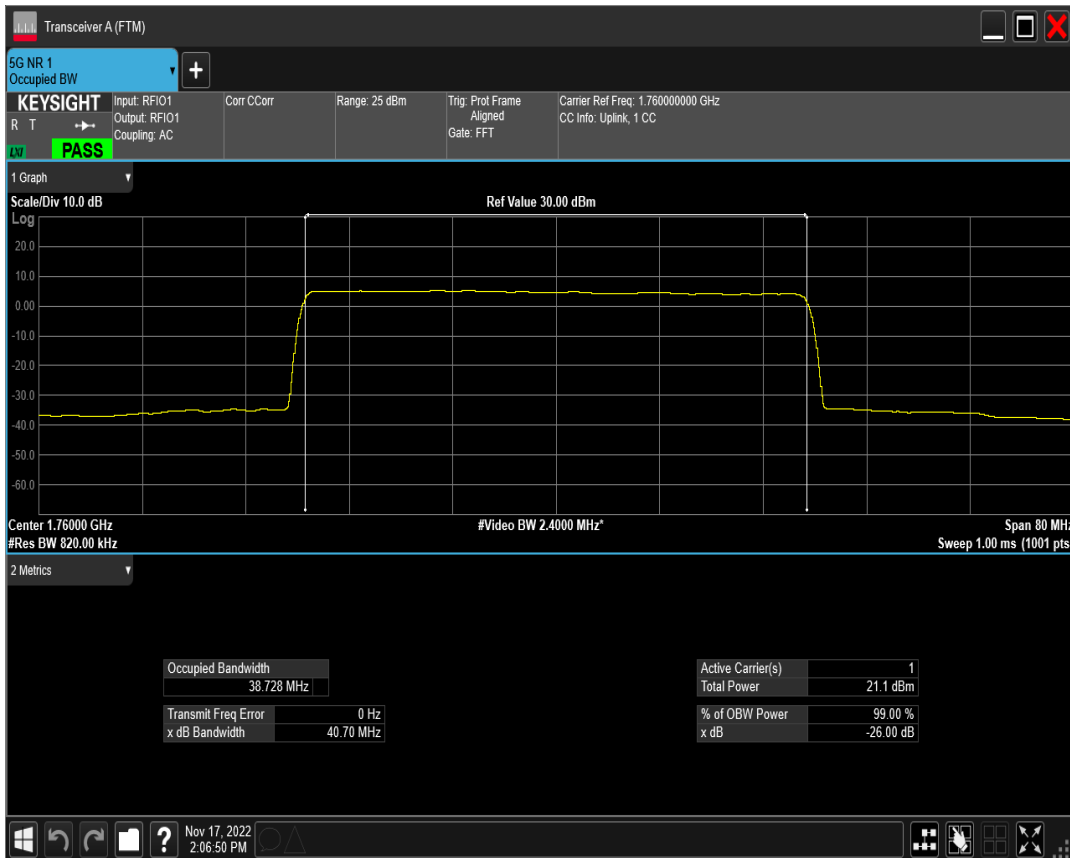 Transceiver A (FTM)
5G NR 1
Occupied BW
+
KEYSIGHT
R T
LXI
PASS
Input: RFIO1
Output: RFIO1
Coupling: AC
Corr CCorr
Range: 25 dBm
Trig: Prot Frame
Aligned
Gate: FFT
Carrier Ref Freq: 1.760000000 GHz
CC Info: Uplink, 1 CC
1 Graph
Scale/Div 10.0 dB
Ref Value 30.00 dBm
Log
20.0
10.0
0.00
-10.0
-20.0
-30.0
-40.0
-50.0
-60.0
Center 1.76000 GHz
#Video BW 2.4000 MHz*
Span 80 MHz
#Res BW 820.00 kHz
Sweep 1.00 ms (1001 pts
2 Metrics
Occupied Bandwidth
38.728 MHz
Transmit Freq Error 0 Hz
x dB Bandwidth 40.70 MHz
Active Carrier(s) 1
Total Power 21.1 dBm
% of OBW Power 99.00 %
x dB -26.00 dB
?
Nov 17, 2022
2:06:50 PM